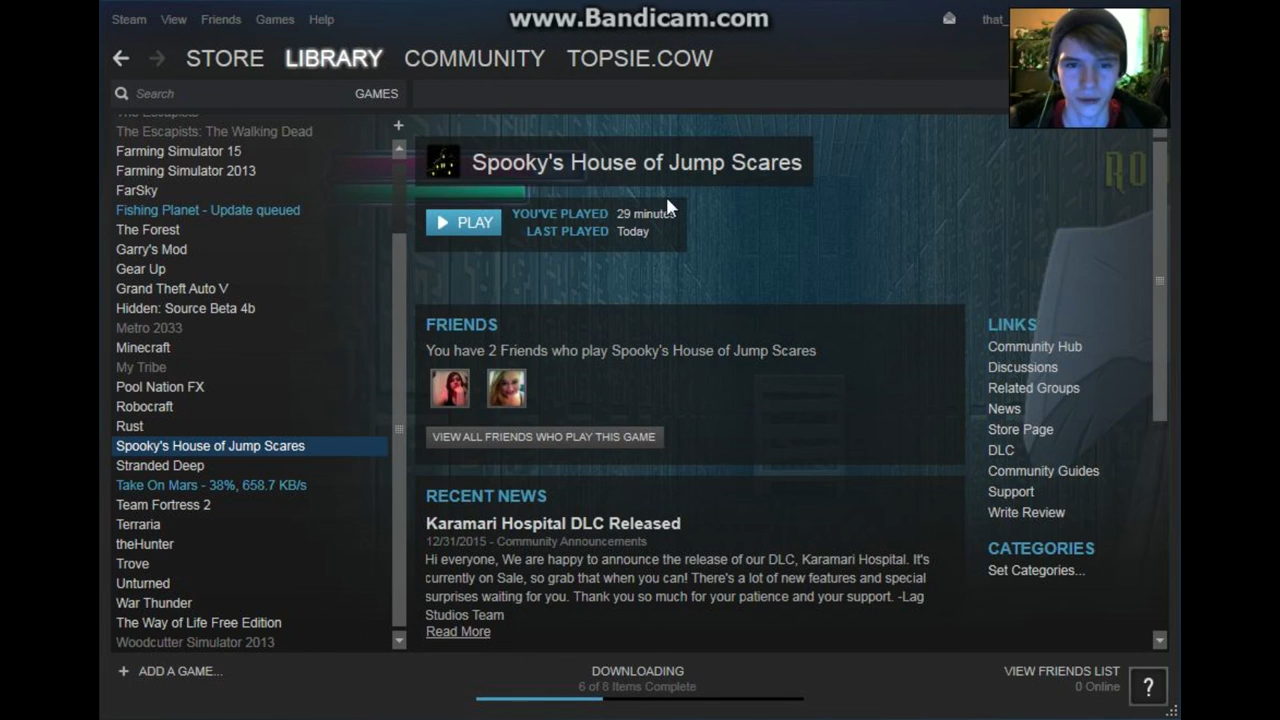 www.Bandicam.com
Steam View Friends Games Help
that_
STORE LIBRARY COMMUNITY TOPSIE.COW
Search GAMES
The Escapists
The Escapists: The Walking Dead
Farming Simulator 15
Farming Simulator 2013
FarSky
Fishing Planet - Update queued
The Forest
Garry's Mod
Gear Up
Grand Theft Auto V
Hidden: Source Beta 4b
Metro 2033
Minecraft
My Tribe
Pool Nation FX
Robocraft
Rust
Spooky's House of Jump Scares
Stranded Deep
Take On Mars - 38%, 658.7 KB/s
Team Fortress 2
Terraria
theHunter
Trove
Unturned
War Thunder
The Way of Life Free Edition
Woodcutter Simulator 2013
+ ADD A GAME...
Spooky's House of Jump Scares
RO
PLAY
YOU'VE PLAYED 29 minutes
LAST PLAYED Today
FRIENDS
You have 2 Friends who play Spooky's House of Jump Scares
VIEW ALL FRIENDS WHO PLAY THIS GAME
RECENT NEWS
Karamari Hospital DLC Released
12/31/2015 - Community Announcements
Hi everyone, We are happy to announce the release of our DLC, Karamari Hospital. It's
currently on Sale, so grab that when you can! There's a lot of new features and special
surprises waiting for you. Thank you so much for your patience and your support. -Lag
Studios Team
Read More
LINKS
Community Hub
Discussions
Related Groups
News
Store Page
DLC
Community Guides
Support
Write Review
CATEGORIES
Set Categories...
DOWNLOADING
6 of 8 Items Complete
VIEW FRIENDS LIST
0 Online
?